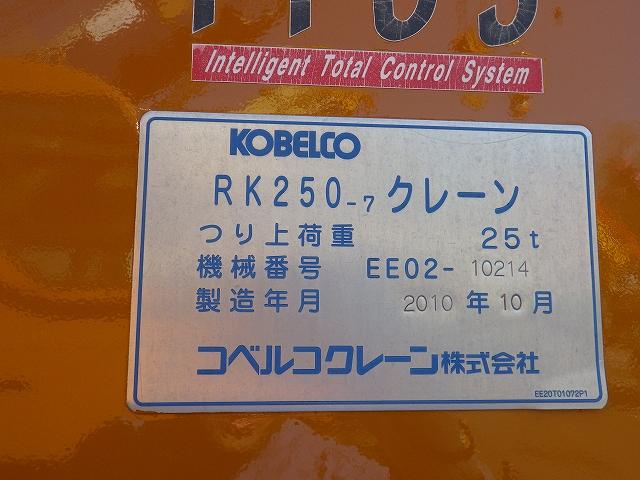 Intelligent Total Control System
KOBELCO
RK250-7 クレーン
つり上荷重 25t
機械番号 EE02-10214
製造年月 2010年10月
コベルコクレーン株式会社
EE20T01072P1